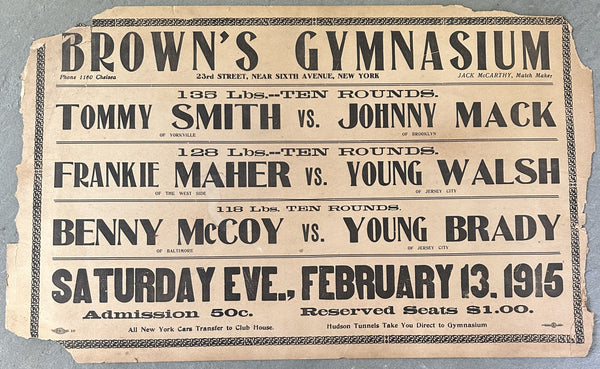 BROWN'S GYMNASIUM
Phone 1160 Chelsea 23rd STREET, NEAR SIXTH AVENUE, NEW YORK JACK McCARTHY, Match Maker
135 Lbs.--TEN ROUNDS.
TOMMY SMITH VS. JOHNNY MACK
OF YORKVILLE OF BROOKLYN
128 Lbs.--TEN ROUNDS.
FRANKIE MAHER VS. YOUNG WALSH
OF THE WEST SIDE OF JERSEY CITY
118 Lbs. TEN ROUNDS.
BENNY McCOY VS. YOUNG BRADY
OF BALTIMORE OF JERSEY CITY
SATURDAY EVE., FEBRUARY 13, 1915
Admission 50c. Reserved Seats $1.00.
All New York Cars Transfer to Club House. Hudson Tunnels Take You Direct to Gymnasium